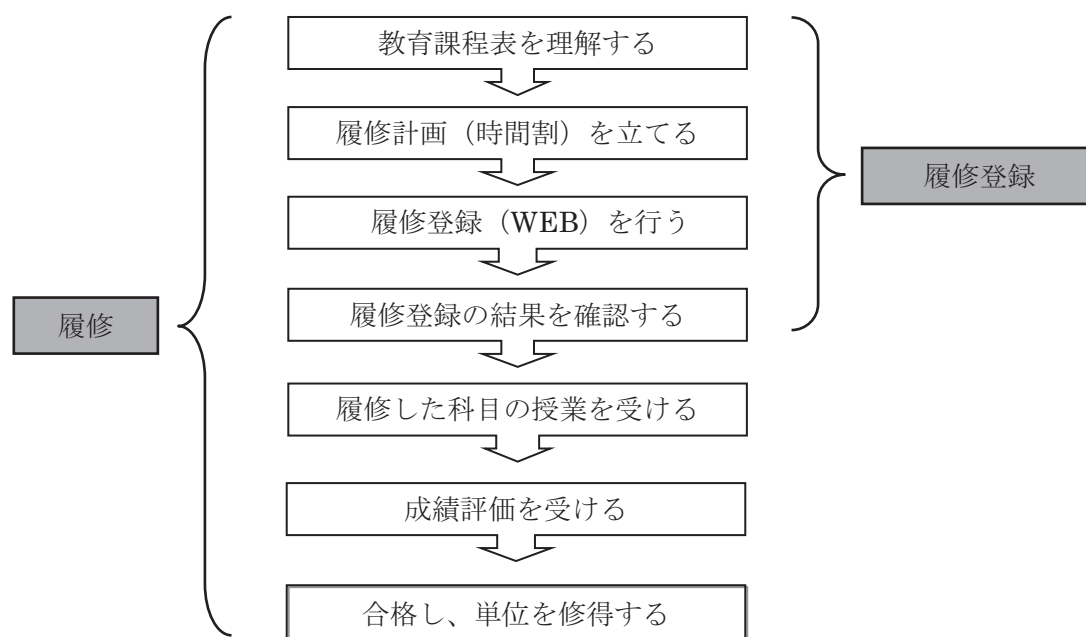 教育課程表を理解する
履修計画（時間割）を立てる
履修登録
履修登録（WEB）を行う
履修登録の結果を確認する
履修
履修した科目の授業を受ける
成績評価を受ける
合格し、単位を修得する